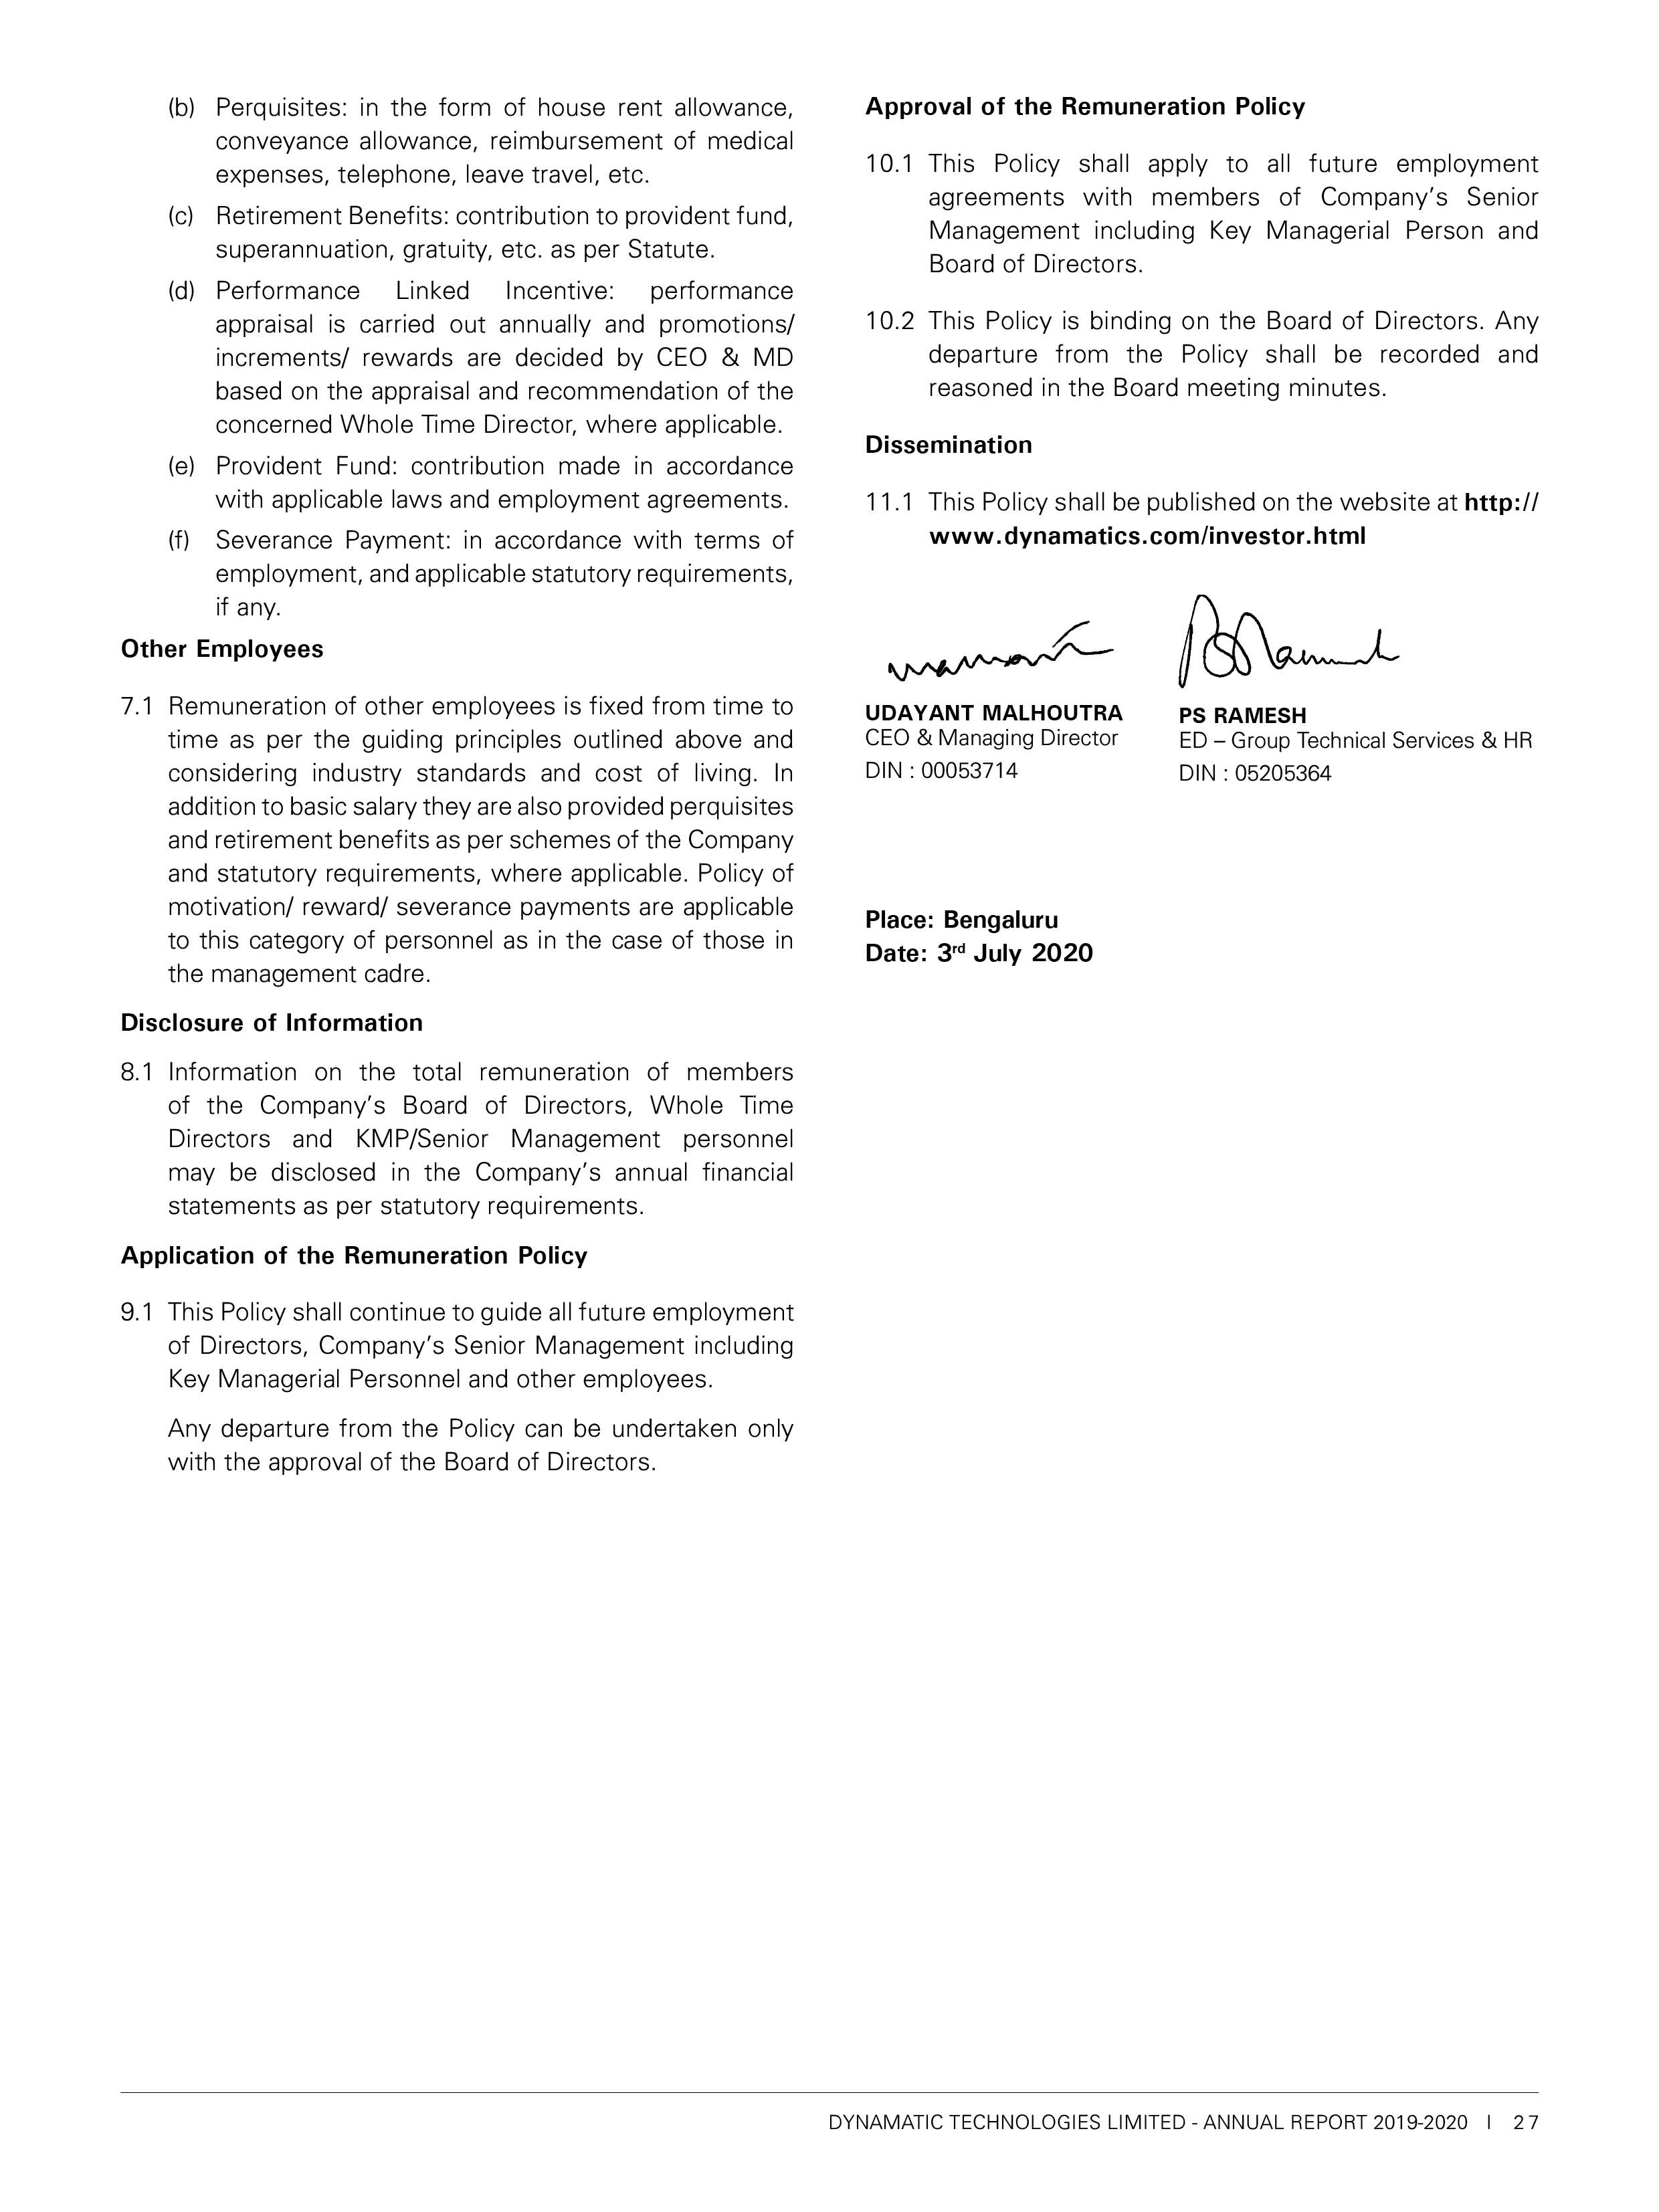 (b) Perquisites: in the form of house rent allowance,
conveyance allowance, reimbursement of medical
expenses, telephone, leave travel, etc.
(c) Retirement Benefits: contribution to provident fund,
superannuation, gratuity, etc. as per Statute.
(d) Performance Linked Incentive: performance
appraisal is carried out annually and promotions/
increments/ rewards are decided by CEO & MD
based on the appraisal and recommendation of the
concerned Whole Time Director, where applicable.
(e) Provident Fund: contribution made in accordance
with applicable laws and employment agreements.
(f) Severance Payment: in accordance with terms of
employment, and applicable statutory requirements,
if any.
Other Employees
7.1 Remuneration of other employees is fixed from time to
time as per the guiding principles outlined above and
considering industry standards and cost of living. In
addition to basic salary they are also provided perquisites
and retirement benefits as per schemes of the Company
and statutory requirements, where applicable. Policy of
motivation/ reward/ severance payments are applicable
to this category of personnel as in the case of those in
the management cadre.
Disclosure of Information
8.1 Information on the total remuneration of members
of the Company's Board of Directors, Whole Time
Directors and KMP/Senior Management personnel
may be disclosed in the Company's annual financial
statements as per statutory requirements.
Application of the Remuneration Policy
9.1 This Policy shall continue to guide all future employment
of Directors, Company's Senior Management including
Key Managerial Personnel and other employees.
Any departure from the Policy can be undertaken only
with the approval of the Board of Directors.
Approval of the Remuneration Policy
10.1 This Policy shall apply to all future employment
agreements with members of Company's Senior
Management including Key Managerial Person and
Board of Directors.
10.2 This Policy is binding on the Board of Directors. Any
departure from the Policy shall be recorded and
reasoned in the Board meeting minutes.
Dissemination
11.1 This Policy shall be published on the website at http://
www.dynamatics.com/investor.html
UDAYANT MALHOUTRA
CEO & Managing Director
DIN : 00053714
PS RAMESH
ED – Group Technical Services & HR
DIN : 05205364
Place: Bengaluru
Date: 3rd July 2020
DYNAMATIC TECHNOLOGIES LIMITED - ANNUAL REPORT 2019-2020 | 27